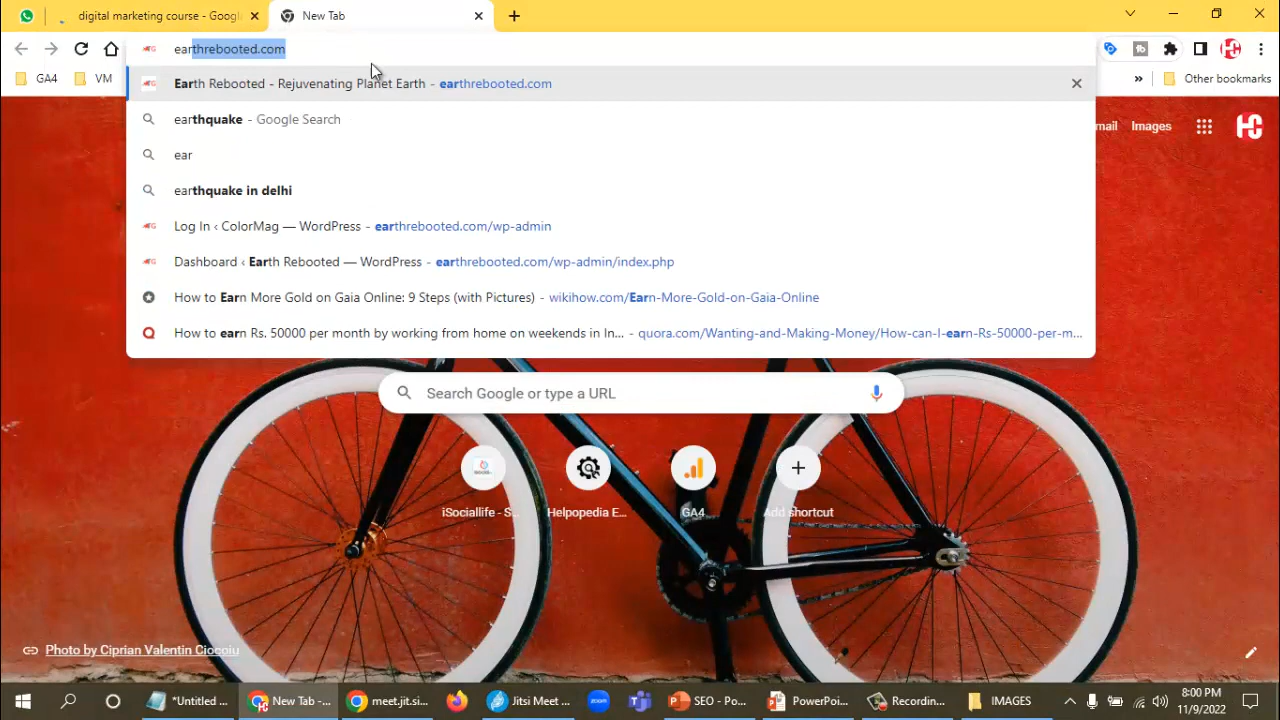 digital marketing course - Googl
New Tab
earthrebooted.com
GA4
VM
»
Other bookmarks
Earth Rebooted - Rejuvenating Planet Earth - earthrebooted.com
earthquake - Google Search
ear
earthquake in delhi
Log In ‹ ColorMag — WordPress - earthrebooted.com/wp-admin
Dashboard ‹ Earth Rebooted — WordPress - earthrebooted.com/wp-admin/index.php
How to Earn More Gold on Gaia Online: 9 Steps (with Pictures) - wikihow.com/Earn-More-Gold-on-Gaia-Online
How to earn Rs. 50000 per month by working from home on weekends in In... - quora.com/Wanting-and-Making-Money/How-can-I-earn-Rs-50000-per-m...
mail
Images
Search Google or type a URL
iSociallife - S...
Helpopedia E...
GA4
Add shortcut
Photo by Ciprian Valentin Ciocoiu
*Untitled ...
New Tab -...
meet.jit.si...
Jitsi Meet ...
zoom
SEO - Po...
PowerPoi...
Recordin...
IMAGES
8:00 PM
11/9/2022